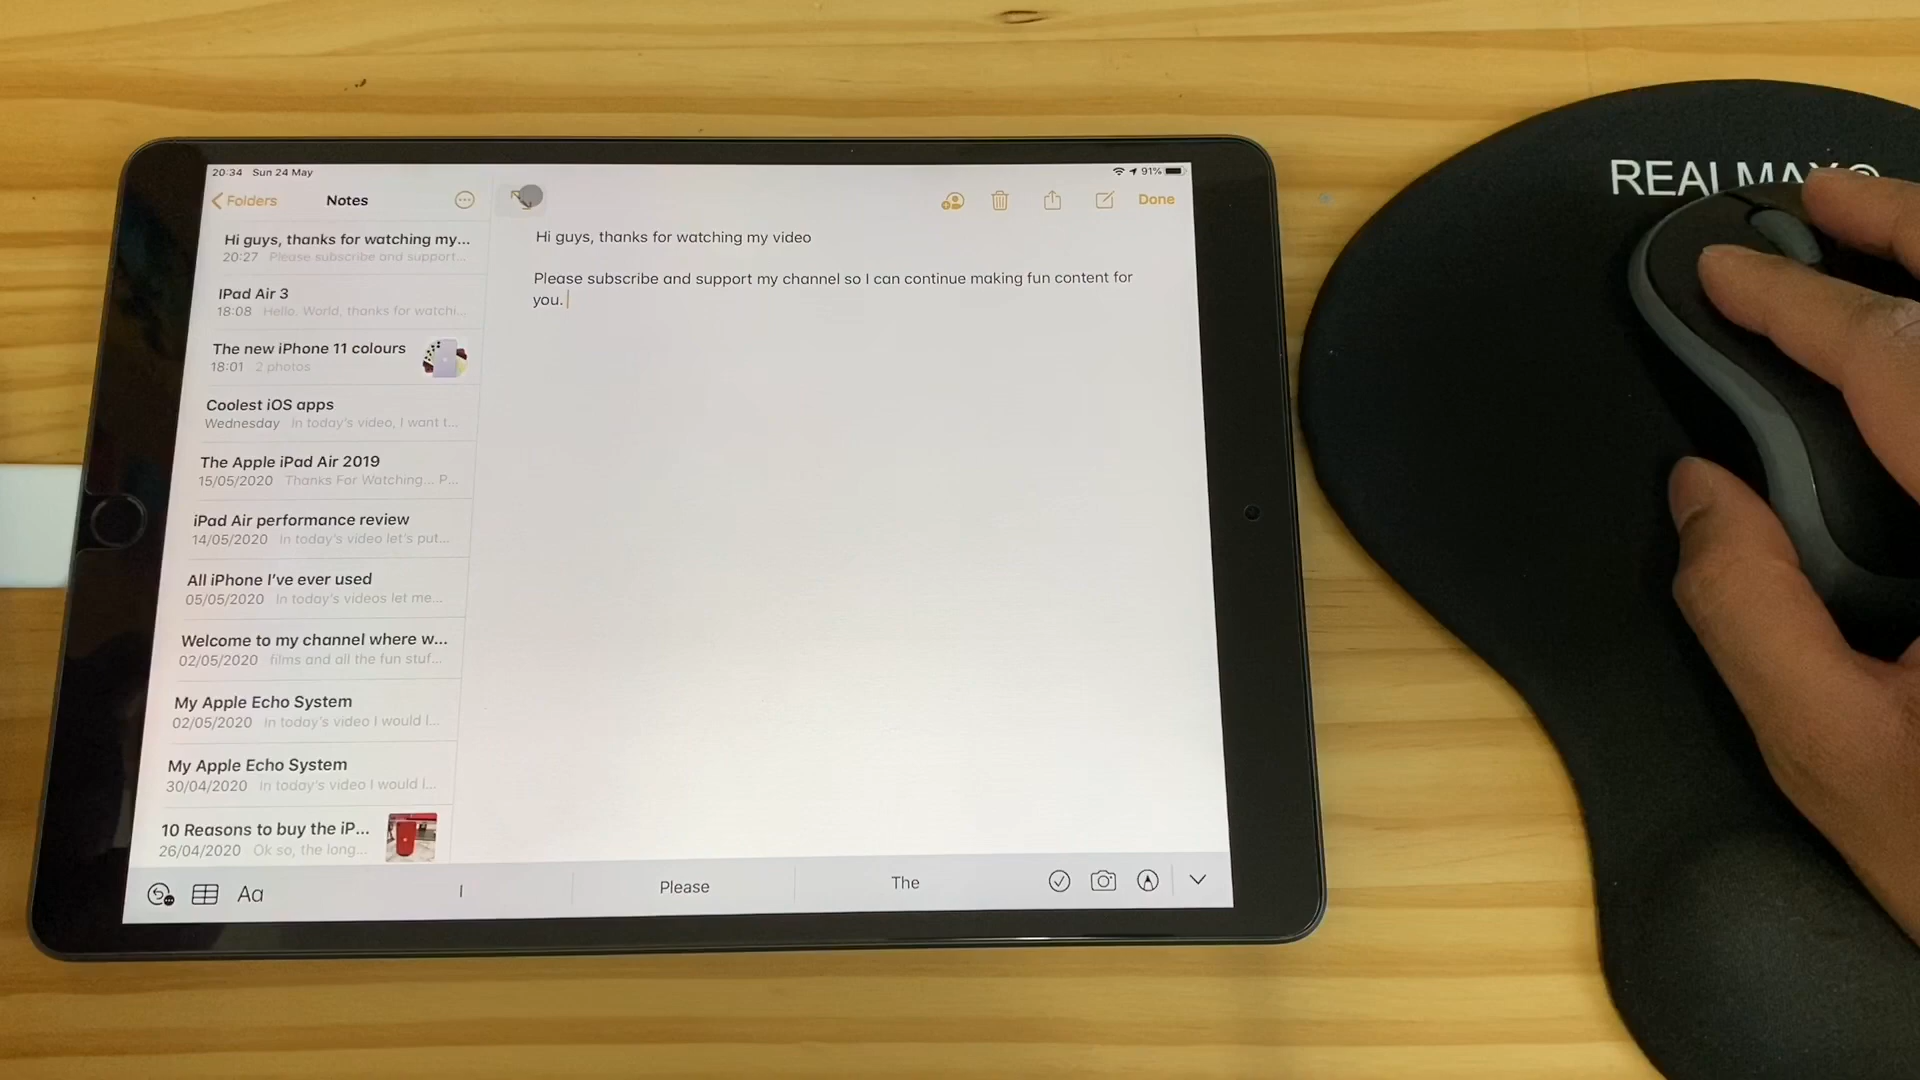 20:34 Sun 24 May
91%
Folders
Notes
Done
Hi guys, thanks for watching my...
20:27 Please subscribe and support...
IPad Air 3
18:08 Hello. World, thanks for watchi...
The new iPhone 11 colours
18:01 2 photos
Coolest iOS apps
Wednesday In today's video, I want t...
The Apple iPad Air 2019
15/05/2020 Thanks For Watching... P...
iPad Air performance review
14/05/2020 In today's video let's put...
All iPhone I've ever used
05/05/2020 In today's videos let me...
Welcome to my channel where w...
02/05/2020 films and all the fun stuf...
My Apple Echo System
02/05/2020 In today's video I would l...
My Apple Echo System
30/04/2020 In today's video I would l...
10 Reasons to buy the iP...
26/04/2020 Ok so, the long...
Hi guys, thanks for watching my video
Please subscribe and support my channel so I can continue making fun content for
you.
Aa
I
Please
The
REALMAX®